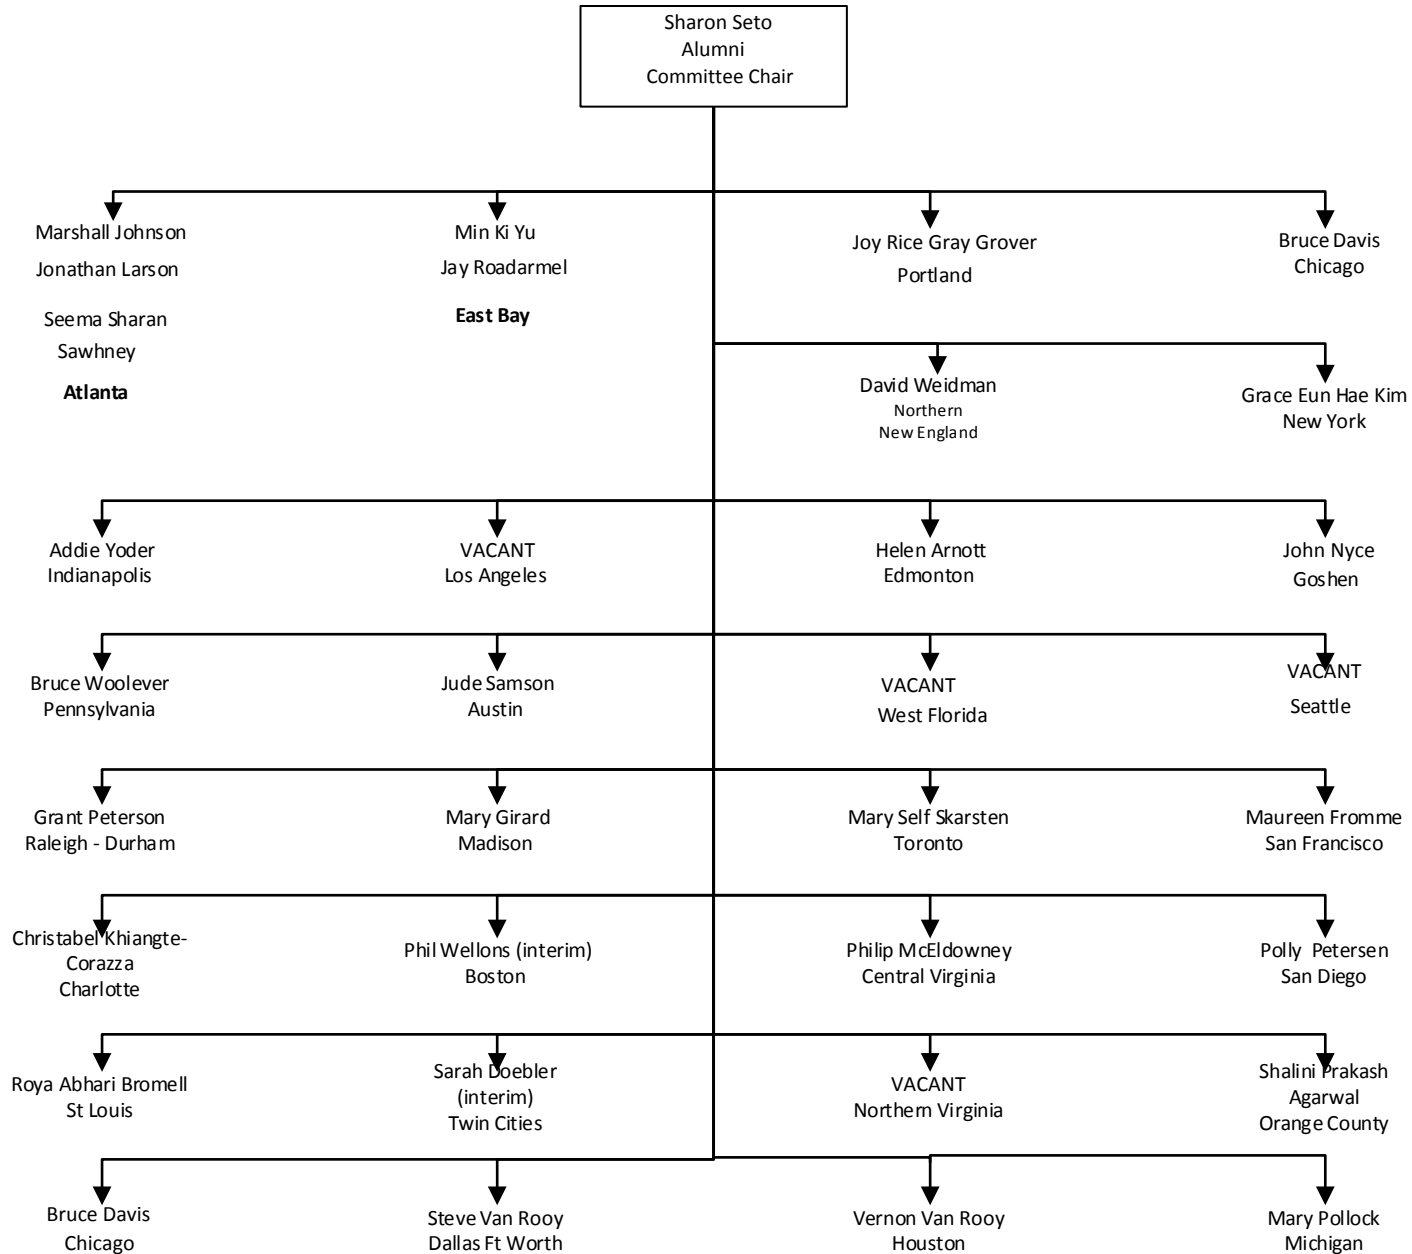 Sharon Seto
Alumni
Committee Chair
Marshall Johnson
Jonathan Larson
Seema Sharan
Sawhney
Atlanta
Min Ki Yu
Jay Roadarmel
East Bay
Joy Rice Gray Grover
Portland
Bruce Davis
Chicago
David Weidman
Northern
New England
Grace Eun Hae Kim
New York
Addie Yoder
Indianapolis
VACANT
Los Angeles
Helen Arnott
Edmonton
John Nyce
Goshen
Bruce Woolever
Pennsylvania
Jude Samson
Austin
VACANT
West Florida
VACANT
Seattle
Grant Peterson
Raleigh - Durham
Mary Girard
Madison
Mary Self Skarsten
Toronto
Maureen Fromme
San Francisco
Christabel Khiangte-
Corazza
Charlotte
Phil Wellons (interim)
Boston
Philip McEldowney
Central Virginia
Polly Petersen
San Diego
Roya Abhari Bromell
St Louis
Sarah Doebler
(interim)
Twin Cities
VACANT
Northern Virginia
Shalini Prakash
Agarwal
Orange County
Bruce Davis
Chicago
Steve Van Rooy
Dallas Ft Worth
Vernon Van Rooy
Houston
Mary Pollock
Michigan